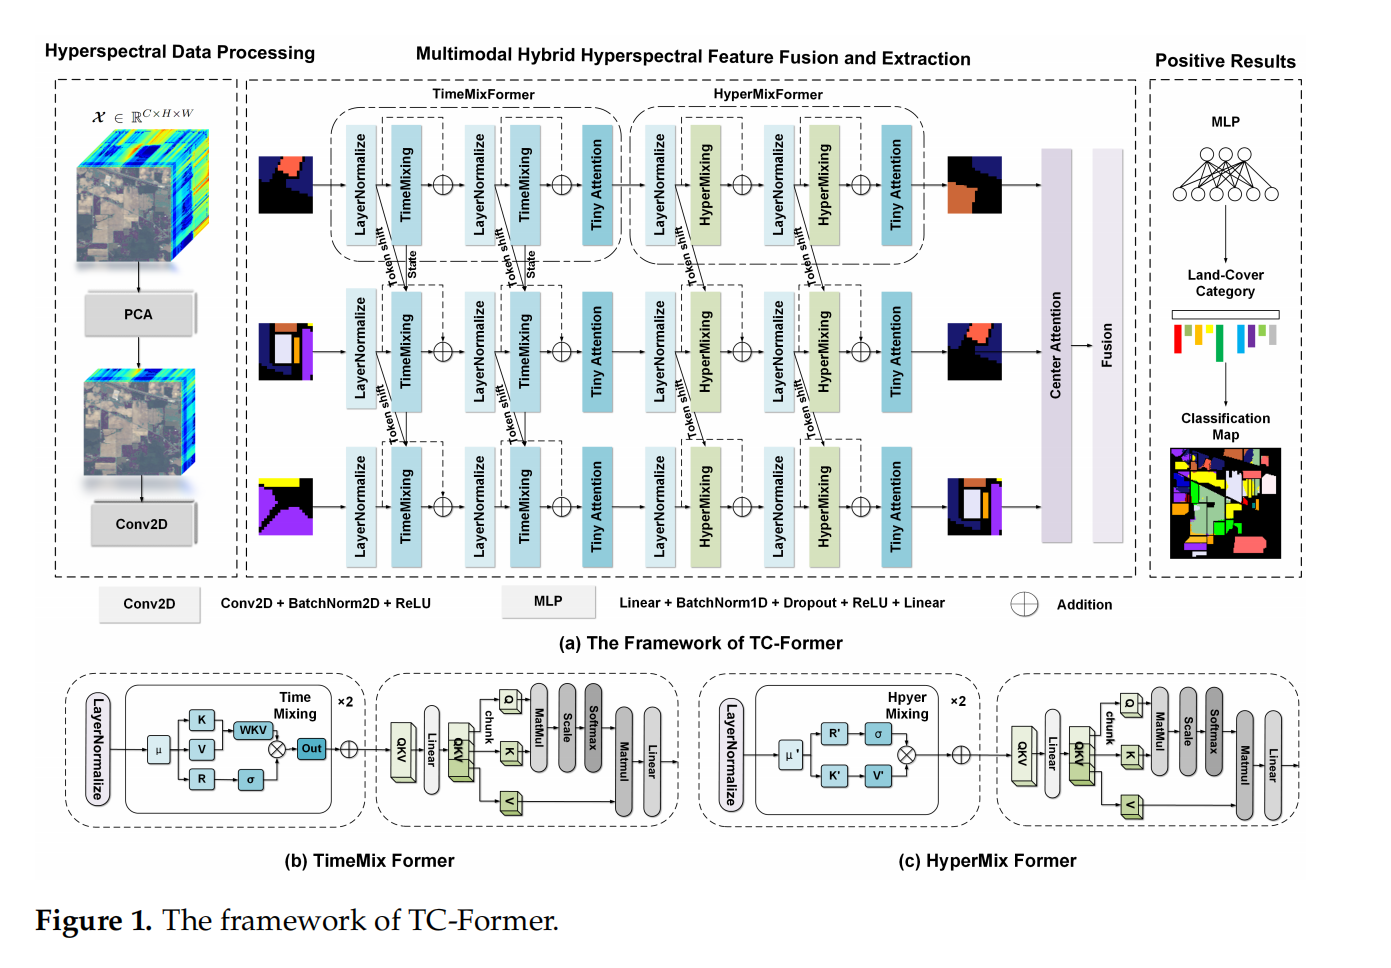 Hyperspectral Data Processing
Multimodal Hybrid Hyperspectral Feature Fusion and Extraction
Positive Results
𝒳 ∈ ℝ^{C×H×W}
PCA
Conv2D
TimeMixFormer
HyperMixFormer
LayerNormalize
TimeMixing
LayerNormalize
TimeMixing
Tiny Attention
LayerNormalize
HyperMixing
LayerNormalize
HyperMixing
Tiny Attention
Token shift
State
Token shift
State
Token shift
Token shift
LayerNormalize
TimeMixing
LayerNormalize
TimeMixing
Tiny Attention
LayerNormalize
HyperMixing
LayerNormalize
HyperMixing
Tiny Attention
Token shift
Token shift
Token shift
Token shift
LayerNormalize
TimeMixing
LayerNormalize
TimeMixing
Tiny Attention
LayerNormalize
HyperMixing
LayerNormalize
HyperMixing
Tiny Attention
Center Attention
Fusion
MLP
Land-Cover
Category
Classification
Map
Conv2D
Conv2D + BatchNorm2D + ReLU
MLP
Linear + BatchNorm1D + Dropout + ReLU + Linear
Addition
(a) The Framework of TC-Former
LayerNormalize
Time
Mixing
×2
μ
K
V
R
WKV
σ
Out
QKV
Linear
QKV
chunk
Q
K
V
MatMul
Scale
Softmax
Matmul
Linear
LayerNormalize
Hpyer
Mixing
×2
μ'
R'
σ
K'
V'
QKV
Linear
QKV
chunk
Q
K
V
MatMul
Scale
Softmax
Matmul
Linear
(b) TimeMix Former
(c) HyperMix Former
Figure 1. The framework of TC-Former.